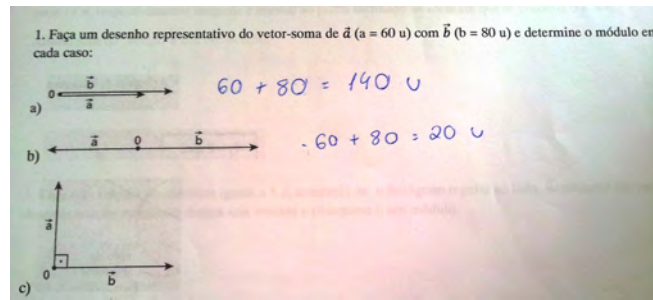 1. Faça um desenho representativo do vetor-soma de a⃗ (a = 60 u) com b⃗ (b = 80 u) e determine o módulo em
cada caso:
0 b⃗ a⃗ 60 + 80 = 140 u
a)
a⃗ 0 b⃗ - 60 + 80 = 20 u
b)
a⃗
0 b⃗
c)